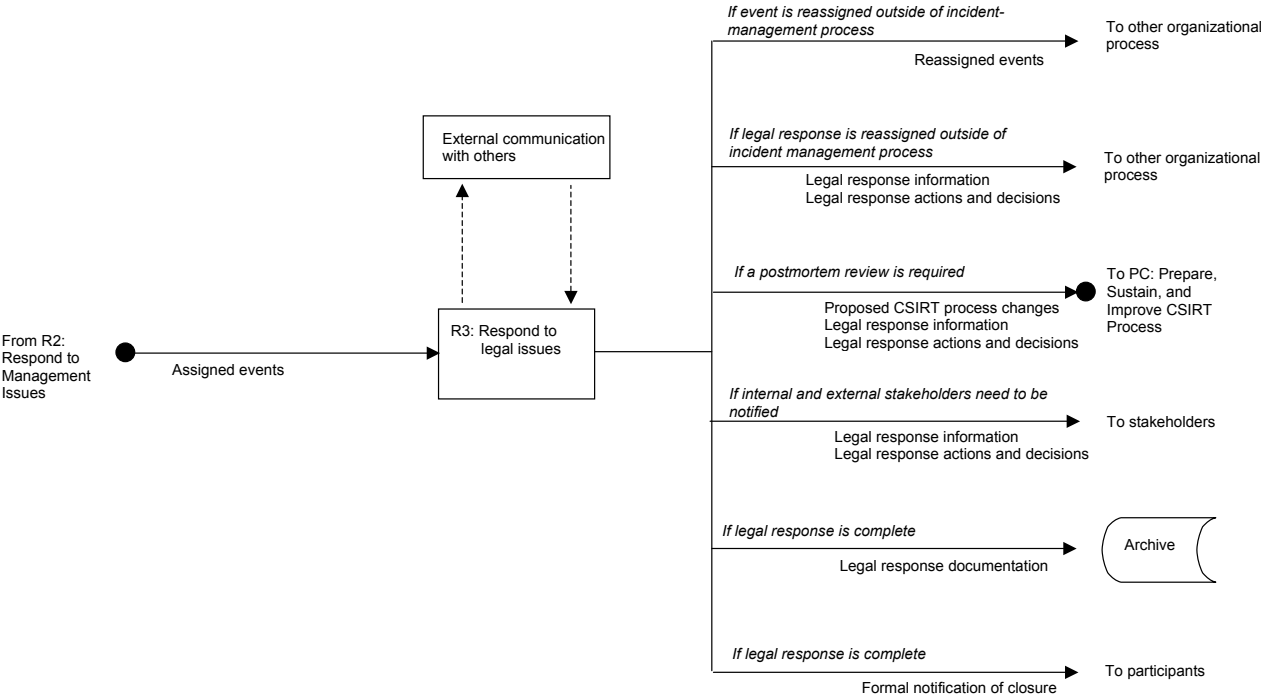 If event is reassigned outside of incident-
management process
Reassigned events
To other organizational
process
External communication
with others
If legal response is reassigned outside of
incident management process
Legal response information
Legal response actions and decisions
To other organizational
process
If a postmortem review is required
Proposed CSIRT process changes
Legal response information
Legal response actions and decisions
To PC: Prepare,
Sustain, and
Improve CSIRT
Process
From R2:
Respond to
Management
Issues
Assigned events
R3: Respond to
legal issues
If internal and external stakeholders need to be
notified
Legal response information
Legal response actions and decisions
To stakeholders
If legal response is complete
Legal response documentation
Archive
If legal response is complete
Formal notification of closure
To participants